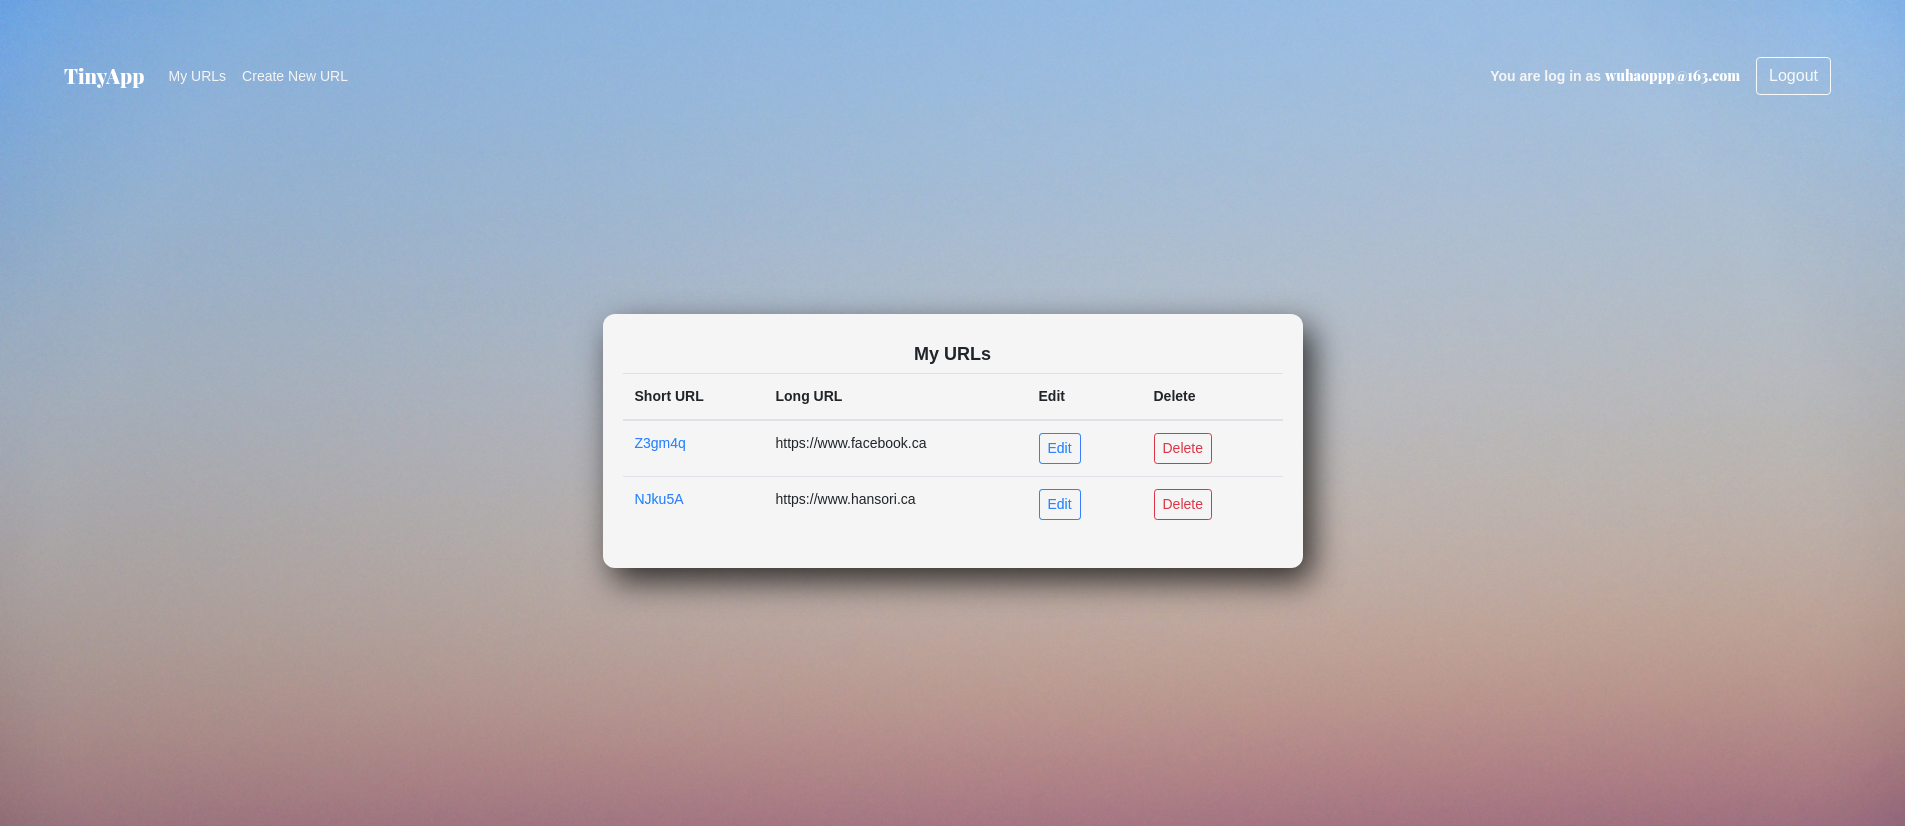 TinyApp My URLs Create New URL You are log in as wuhaoppp@163.com Logout
My URLs
Short URL Long URL Edit Delete
Z3gm4q https://www.facebook.ca Edit Delete
NJku5A https://www.hansori.ca Edit Delete